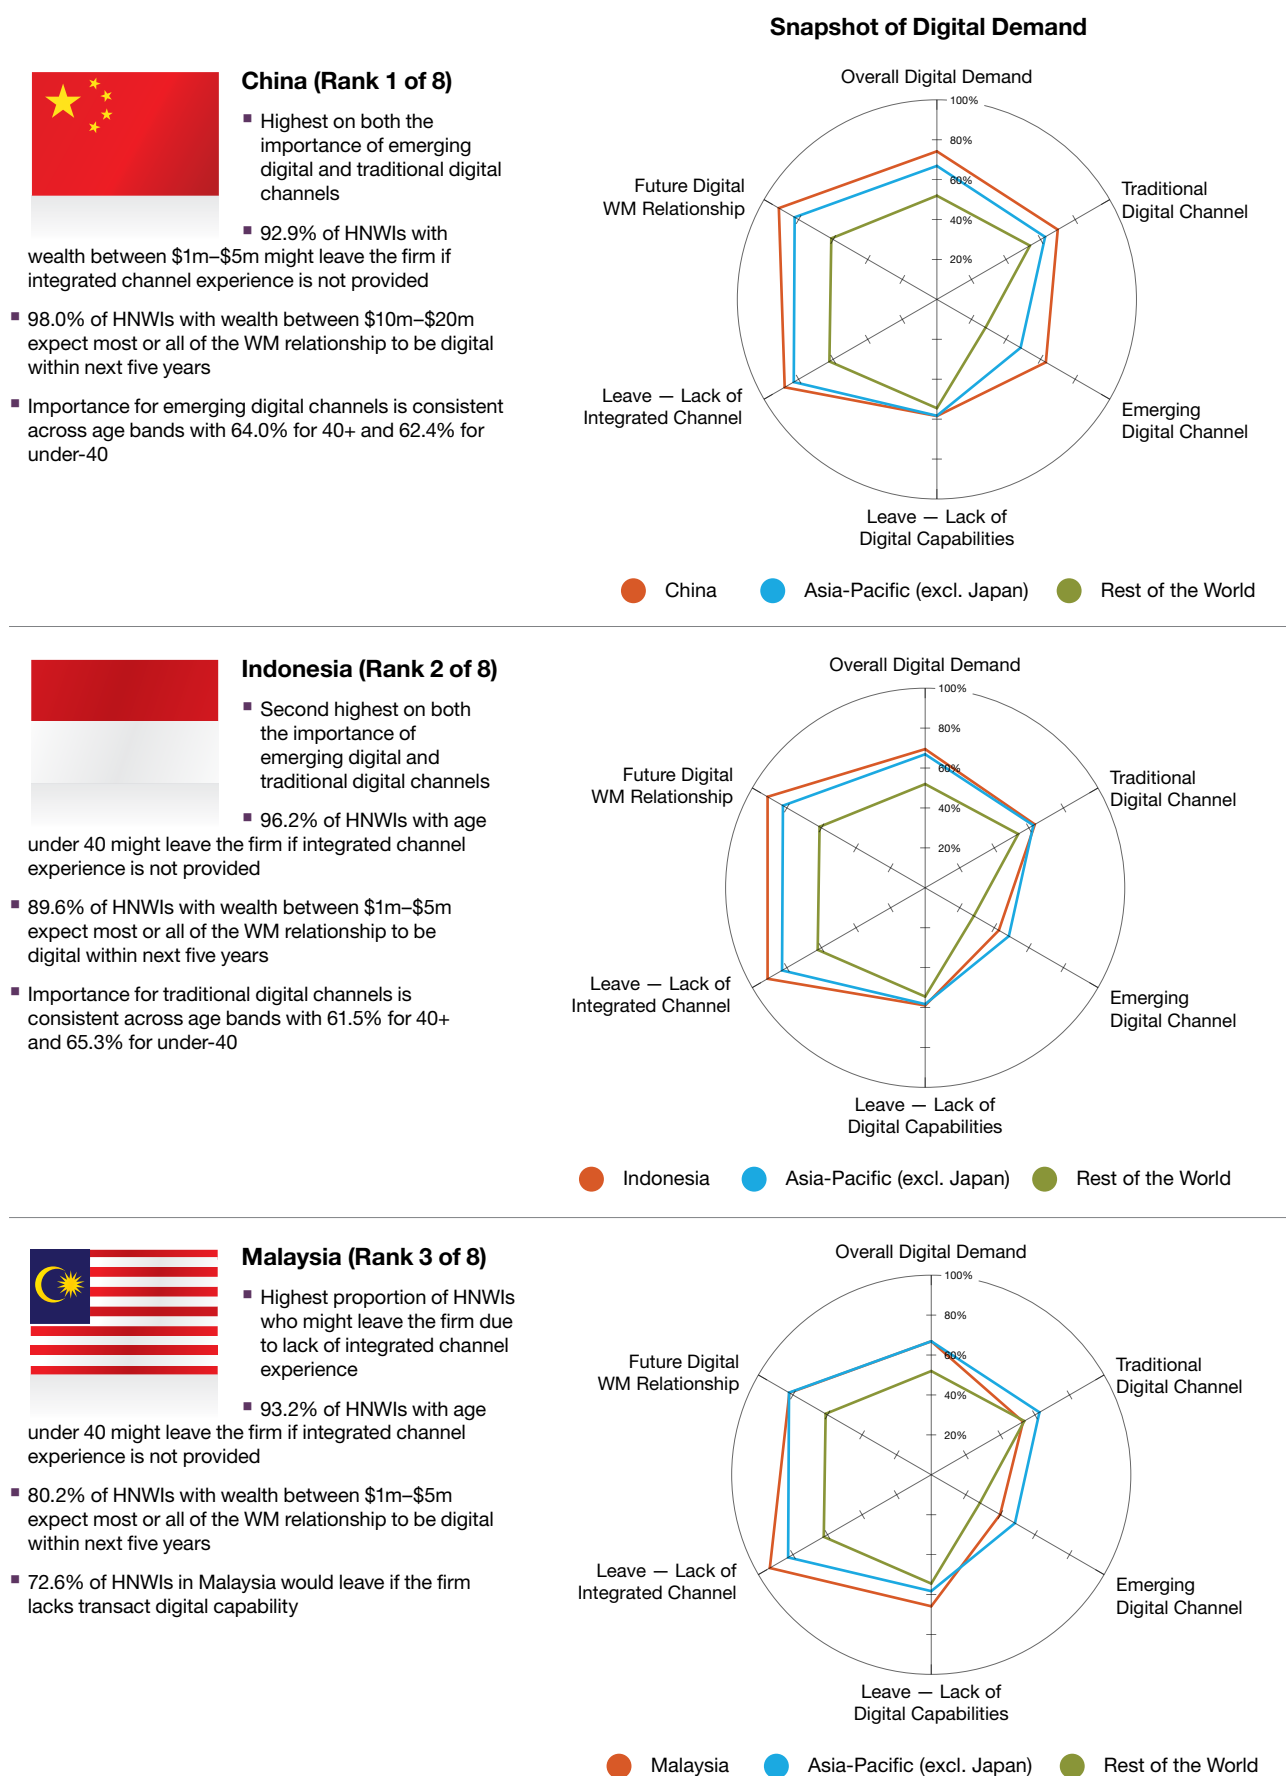 Snapshot of Digital Demand
China (Rank 1 of 8)
■ Highest on both the
importance of emerging
digital and traditional digital
channels
■ 92.9% of HNWIs with
wealth between $1m–$5m might leave the firm if
integrated channel experience is not provided
■ 98.0% of HNWIs with wealth between $10m–$20m
expect most or all of the WM relationship to be digital
within next five years
■ Importance for emerging digital channels is consistent
across age bands with 64.0% for 40+ and 62.4% for
under-40
Overall Digital Demand
100%
80%
60%
40%
20%
Traditional
Digital Channel
Emerging
Digital Channel
Leave — Lack of
Digital Capabilities
Leave — Lack of
Integrated Channel
Future Digital
WM Relationship
China
Asia-Pacific (excl. Japan)
Rest of the World
Indonesia (Rank 2 of 8)
■ Second highest on both
the importance of
emerging digital and
traditional digital channels
■ 96.2% of HNWIs with age
under 40 might leave the firm if integrated channel
experience is not provided
■ 89.6% of HNWIs with wealth between $1m–$5m
expect most or all of the WM relationship to be
digital within next five years
■ Importance for traditional digital channels is
consistent across age bands with 61.5% for 40+
and 65.3% for under-40
Overall Digital Demand
100%
80%
60%
40%
20%
Traditional
Digital Channel
Emerging
Digital Channel
Leave — Lack of
Digital Capabilities
Leave — Lack of
Integrated Channel
Future Digital
WM Relationship
Indonesia
Asia-Pacific (excl. Japan)
Rest of the World
Malaysia (Rank 3 of 8)
■ Highest proportion of HNWIs
who might leave the firm due
to lack of integrated channel
experience
■ 93.2% of HNWIs with age
under 40 might leave the firm if integrated channel
experience is not provided
■ 80.2% of HNWIs with wealth between $1m–$5m
expect most or all of the WM relationship to be digital
within next five years
■ 72.6% of HNWIs in Malaysia would leave if the firm
lacks transact digital capability
Overall Digital Demand
100%
80%
60%
40%
20%
Traditional
Digital Channel
Emerging
Digital Channel
Leave — Lack of
Digital Capabilities
Leave — Lack of
Integrated Channel
Future Digital
WM Relationship
Malaysia
Asia-Pacific (excl. Japan)
Rest of the World